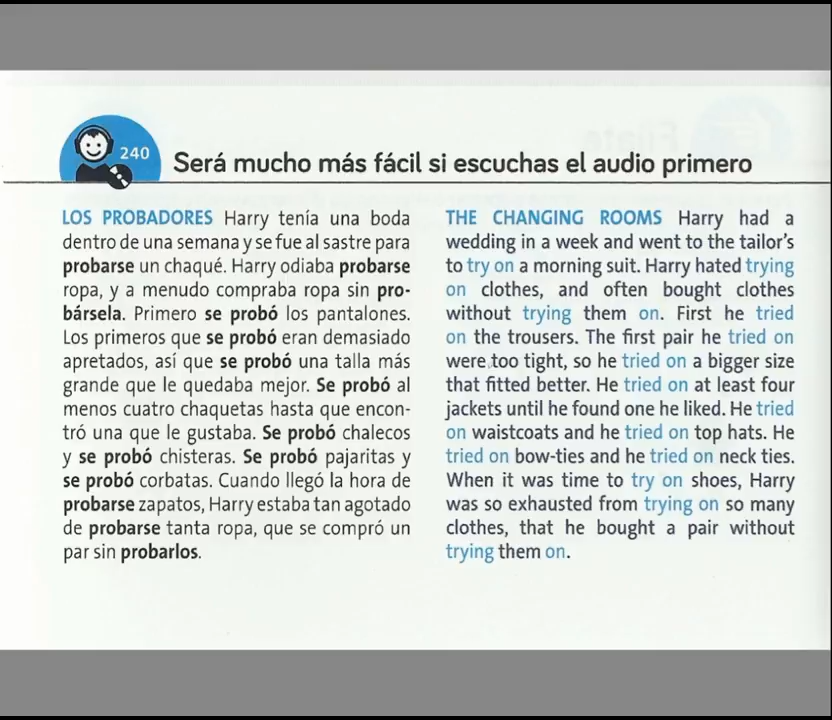 240
Será mucho más fácil si escuchas el audio primero
LOS PROBADORES Harry tenía una boda
dentro de una semana y se fue al sastre para
probarse un chaqué. Harry odiaba probarse
ropa, y a menudo compraba ropa sin pro-
bársela. Primero se probó los pantalones.
Los primeros que se probó eran demasiado
apretados, así que se probó una talla más
grande que le quedaba mejor. Se probó al
menos cuatro chaquetas hasta que encon-
tró una que le gustaba. Se probó chalecos
y se probó chisteras. Se probó pajaritas y
se probó corbatas. Cuando llegó la hora de
probarse zapatos, Harry estaba tan agotado
de probarse tanta ropa, que se compró un
par sin probarlos.
THE CHANGING ROOMS Harry had a
wedding in a week and went to the tailor's
to try on a morning suit. Harry hated trying
on clothes, and often bought clothes
without trying them on. First he tried
on the trousers. The first pair he tried on
were too tight, so he tried on a bigger size
that fitted better. He tried on at least four
jackets until he found one he liked. He tried
on waistcoats and he tried on top hats. He
tried on bow-ties and he tried on neck ties.
When it was time to try on shoes, Harry
was so exhausted from trying on so many
clothes, that he bought a pair without
trying them on.